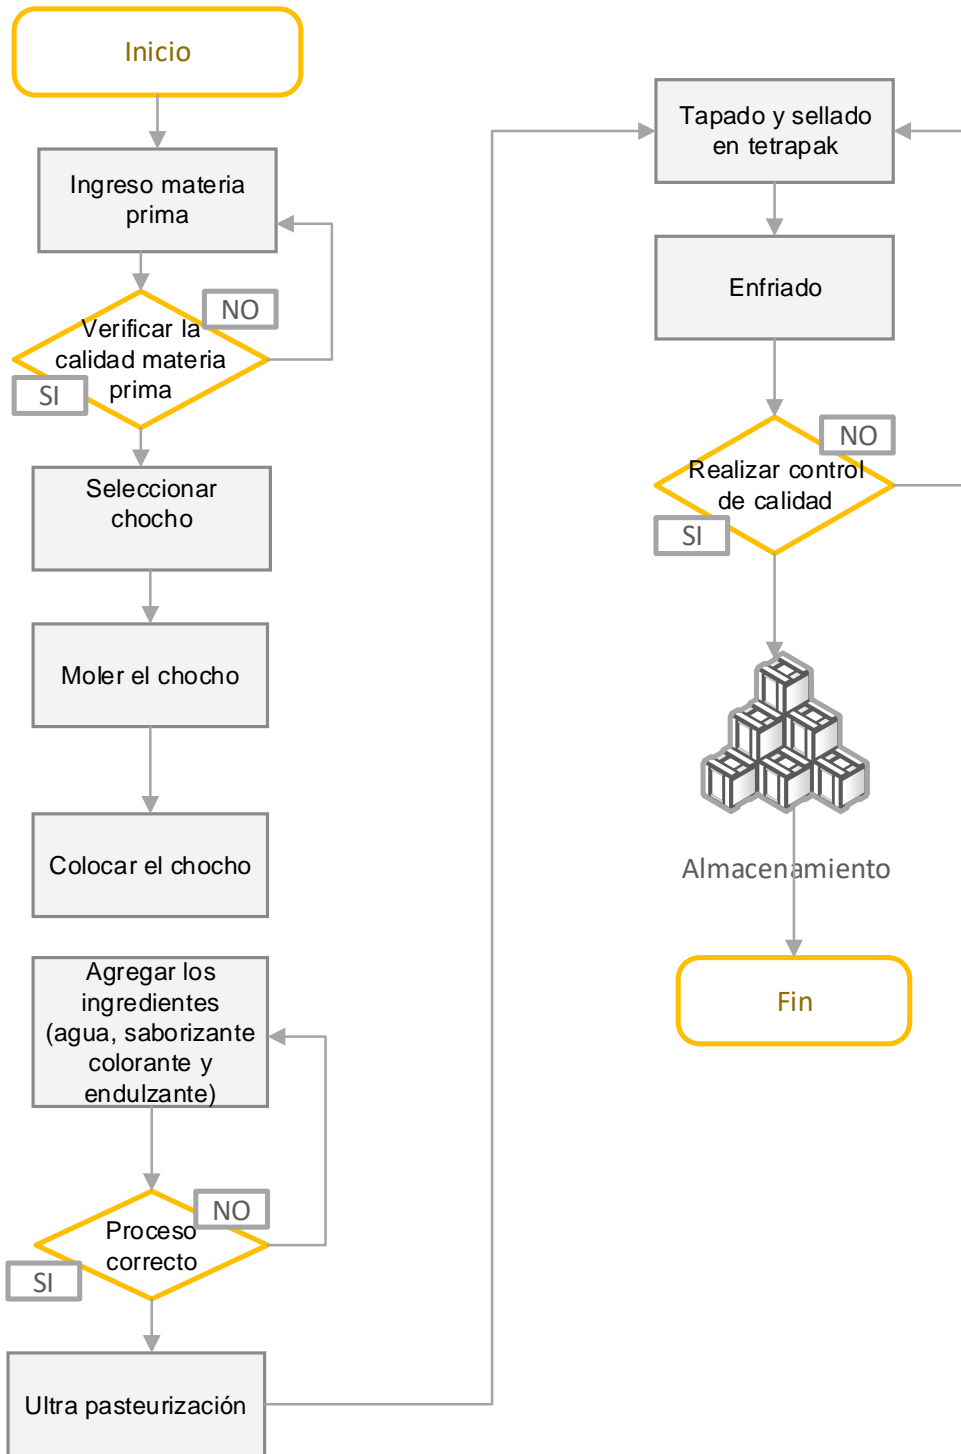 Inicio
Ingreso materia
prima
NO
Verificar la
calidad materia
prima
SI
Seleccionar
chocho
Moler el chocho
Colocar el chocho
Agregar los
ingredientes
(agua, saborizante
colorante y
endulzante)
NO
Proceso
correcto
SI
Ultra pasteurización
Tapado y sellado
en tetrapak
Enfriado
NO
Realizar control
de calidad
SI
Almacenamiento
Fin